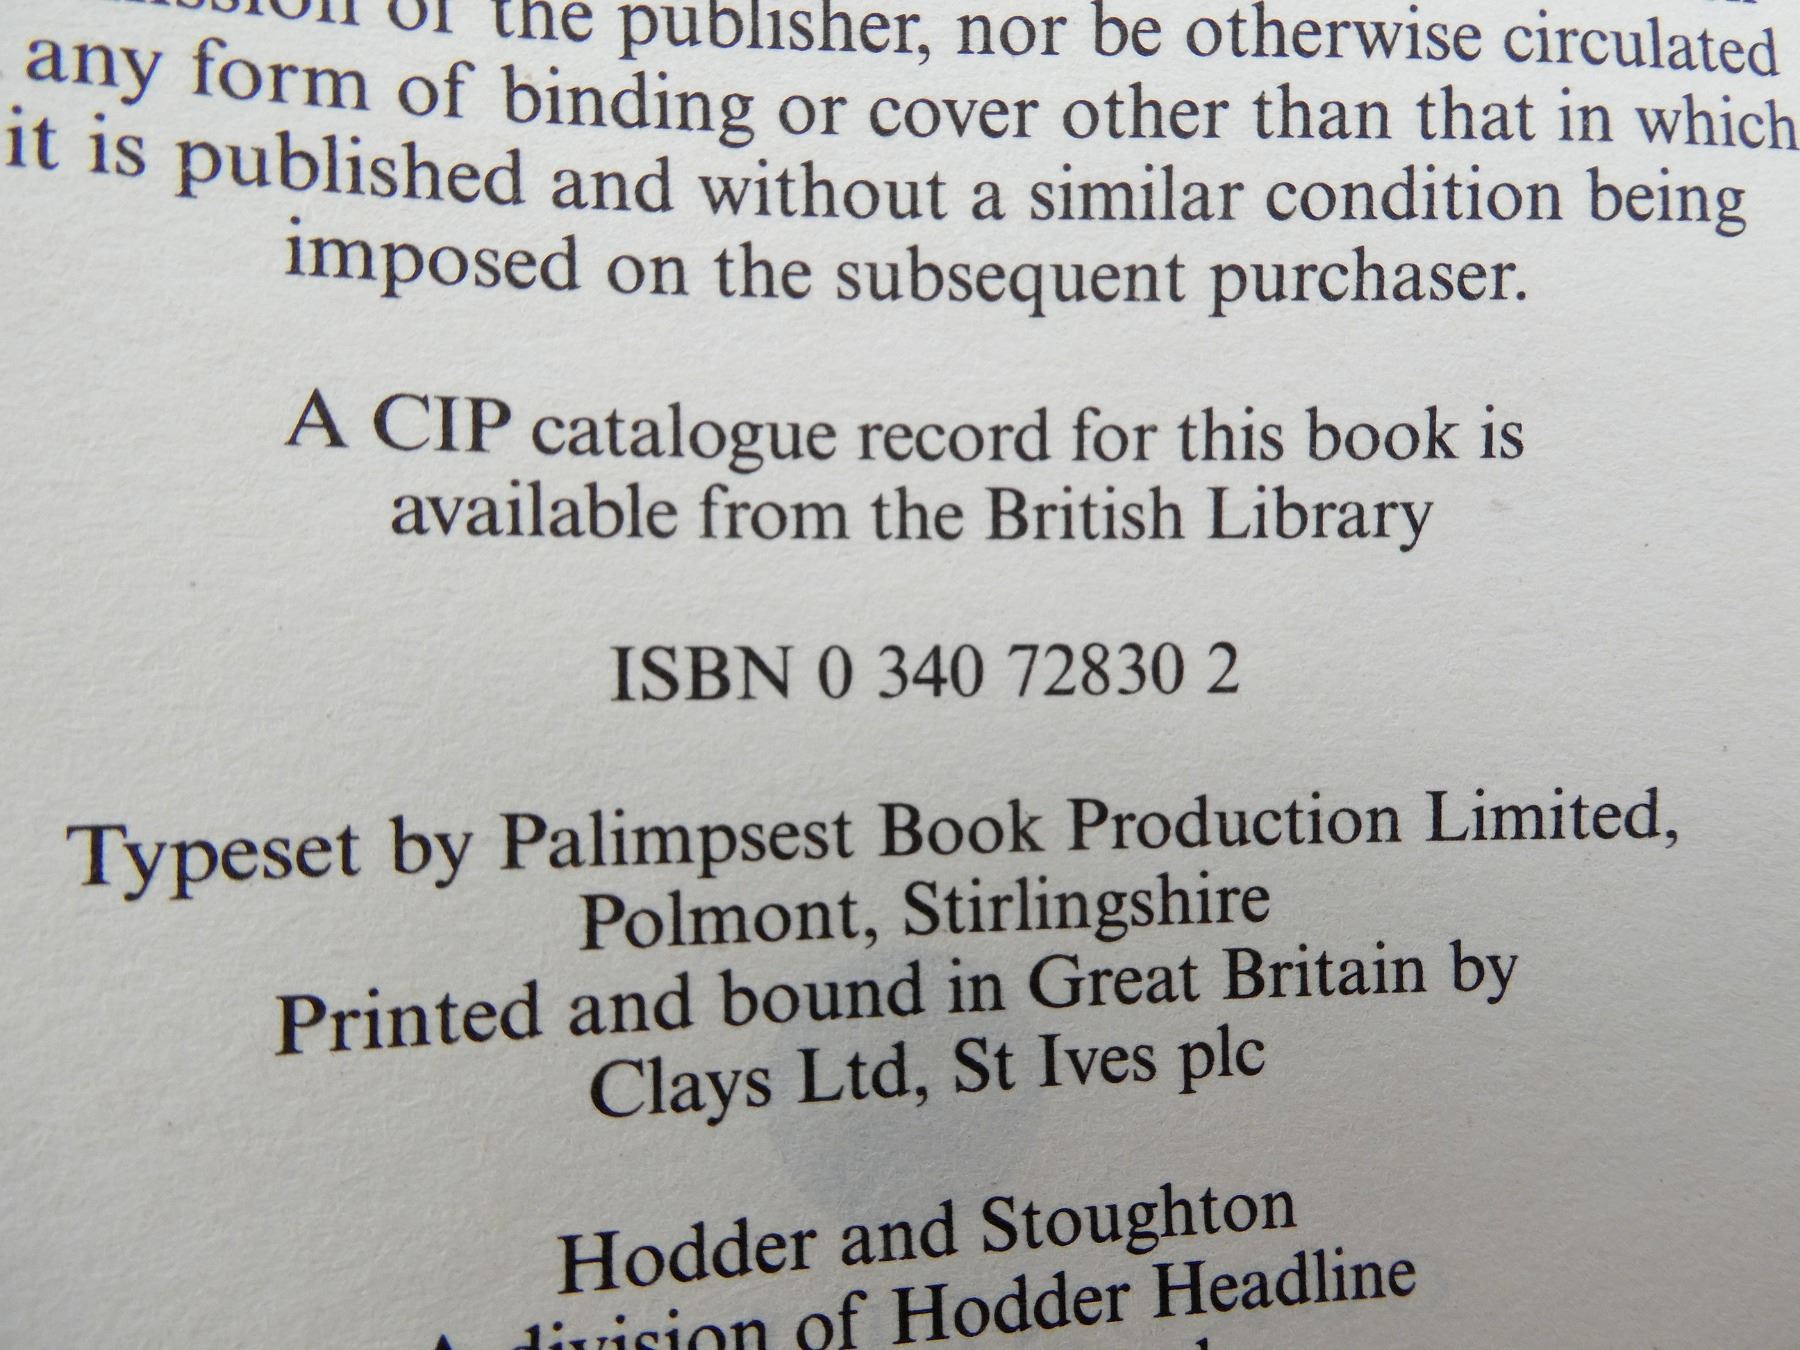 of the publisher, nor be otherwise circulated
any form of binding or cover other than that in which
it is published and without a similar condition being
imposed on the subsequent purchaser.
A CIP catalogue record for this book is
available from the British Library
ISBN 0 340 72830 2
Typeset by Palimpsest Book Production Limited,
Polmont, Stirlingshire
Printed and bound in Great Britain by
Clays Ltd, St Ives plc
Hodder and Stoughton
A division of Hodder Headline